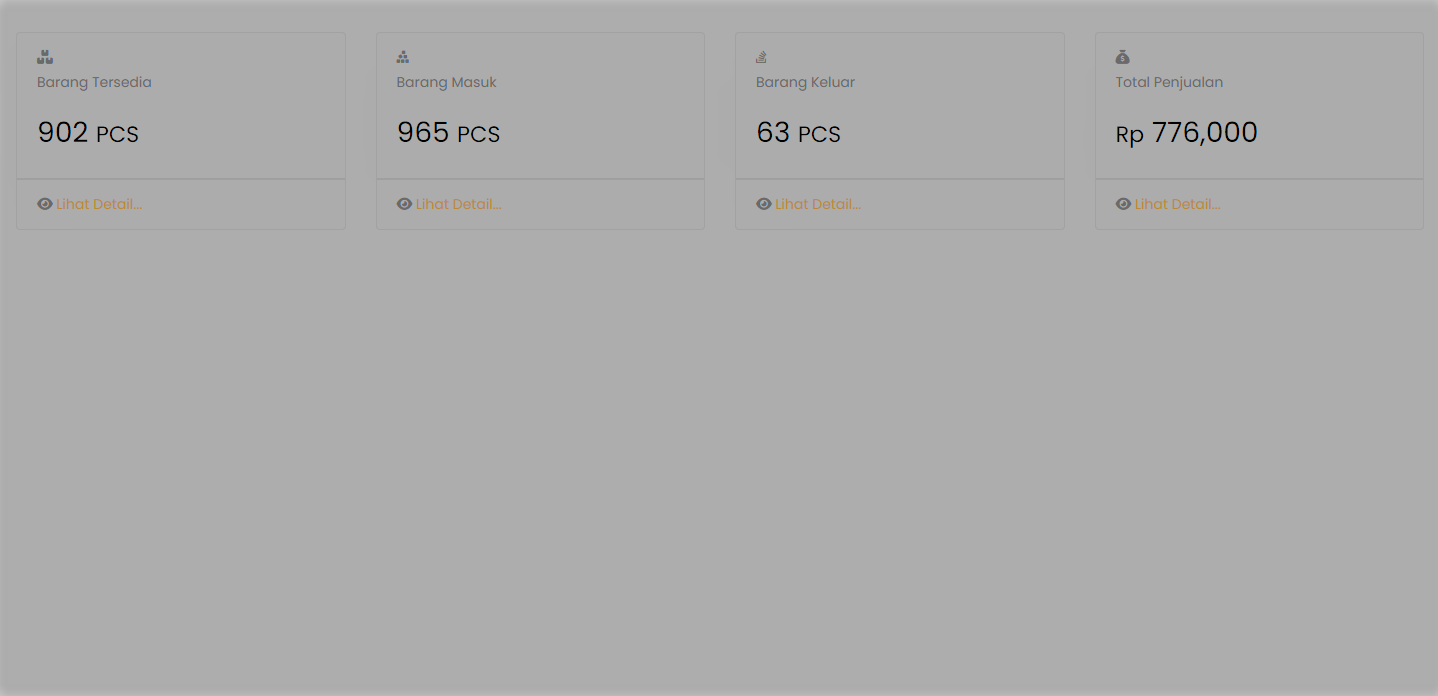 Barang Tersedia
902 PCS
Lihat Detail...
Barang Masuk
965 PCS
Lihat Detail...
Barang Keluar
63 PCS
Lihat Detail...
Total Penjualan
Rp 776,000
Lihat Detail...